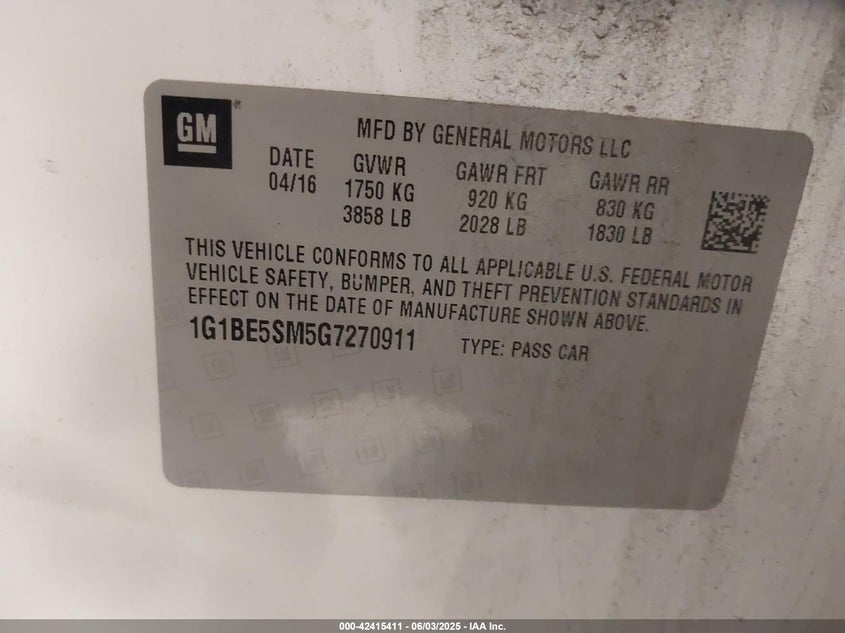 GM®
MFD BY GENERAL MOTORS LLC
DATE GVWR GAWR FRT GAWR RR
04/16 1750 KG 920 KG 830 KG
3858 LB 2028 LB 1830 LB
THIS VEHICLE CONFORMS TO ALL APPLICABLE U.S. FEDERAL MOTOR
VEHICLE SAFETY, BUMPER, AND THEFT PREVENTION STANDARDS IN
EFFECT ON THE DATE OF MANUFACTURE SHOWN ABOVE.
1G1BE5SM5G7270911 TYPE: PASS CAR
000-42415411 - 06/03/2025 - IAA Inc.